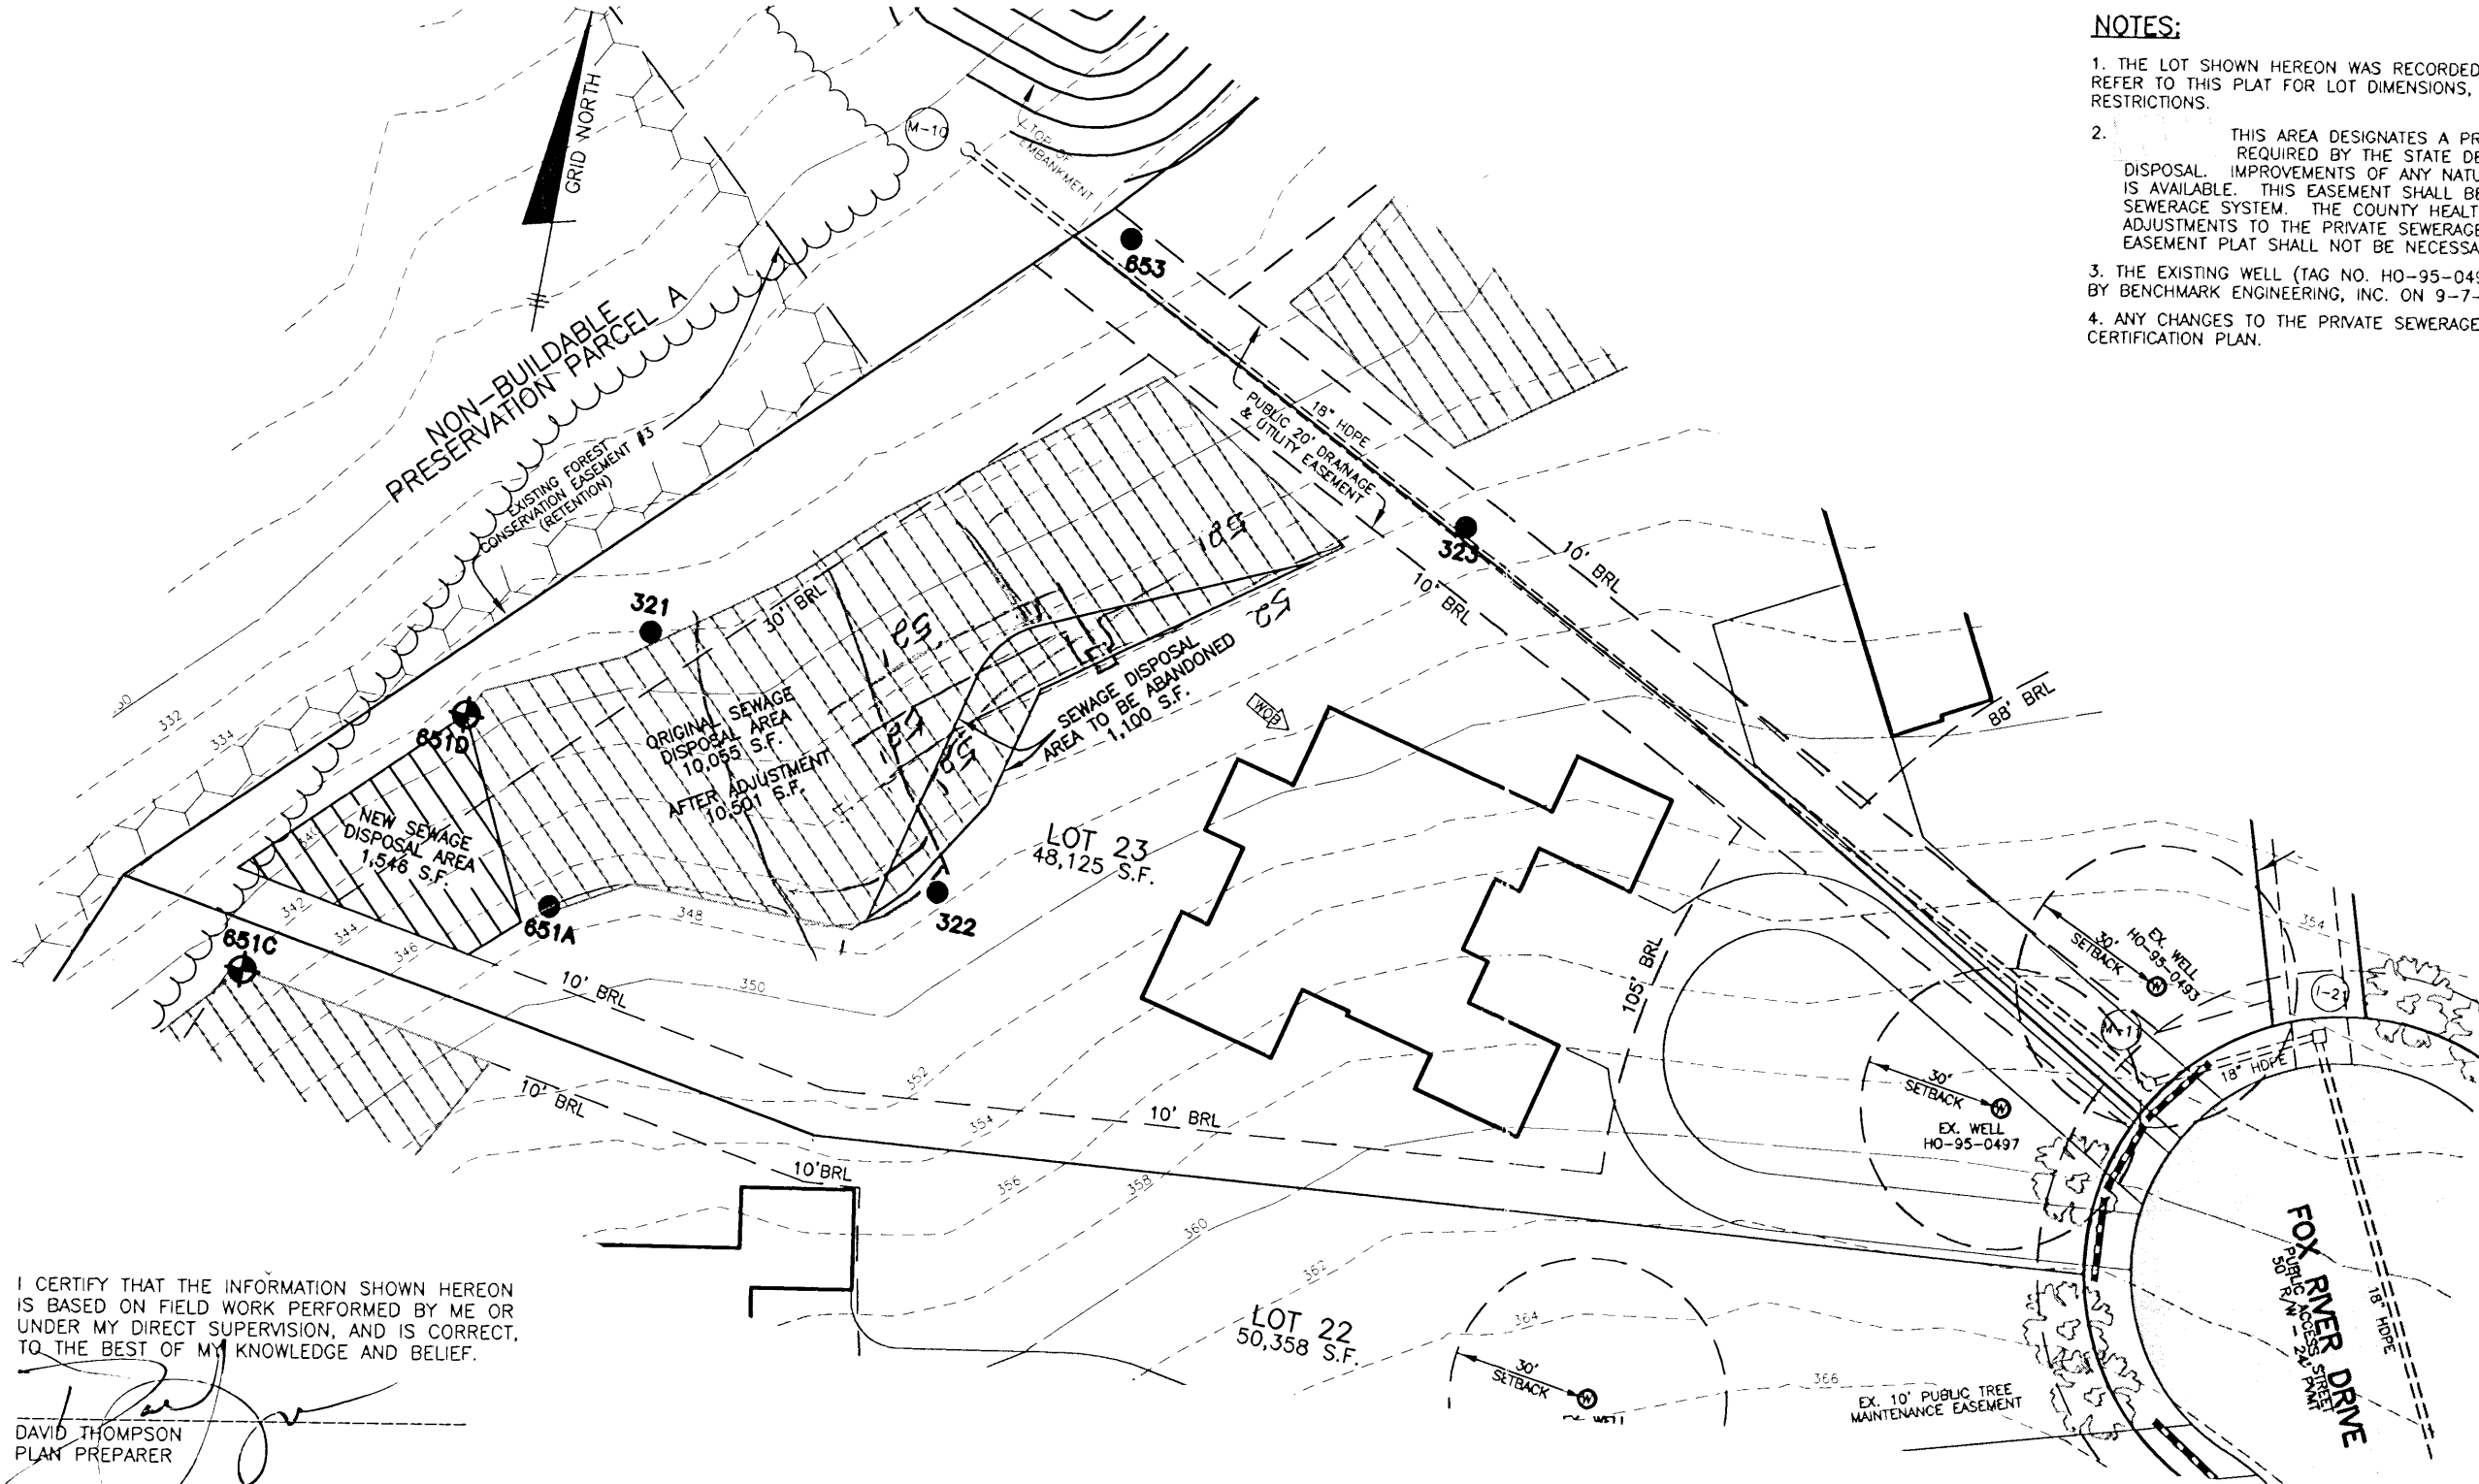 NOTES:
1. THE LOT SHOWN HEREON WAS RECORDED
REFER TO THIS PLAT FOR LOT DIMENSIONS,
RESTRICTIONS.
2. THIS AREA DESIGNATES A
REQUIRED BY THE STATE
DISPOSAL. IMPROVEMENTS OF ANY
IS AVAILABLE. THIS EASEMENT SHALL
SEWERAGE SYSTEM. THE COUNTY
ADJUSTMENTS TO THE PRIVATE SEWERAGE
EASEMENT PLAT SHALL NOT BE
3. THE EXISTING WELL (TAG NO.
BY BENCHMARK ENGINEERING, INC. ON 9-7-
4. ANY CHANGES TO THE PRIVATE SEWERAGE
CERTIFICATION PLAN.
GRID NORTH
M-10
TOP OF
EMBANKMENT
653
NON-BUILDABLE
PRESERVATION PARCEL A
EXISTING FOREST
CONSERVATION EASEMENT #3
(RETENTION)
18" HDPE
PUBLIC 20' DRAINAGE
& UTILITY EASEMENT
323
10' BRL
10' BRL
321
30' BRL
58'
57'
52
58
651D
ORIGINAL SEWAGE
DISPOSAL AREA
10,055 S.F.
AFTER ADJUSTMENT
10,501 S.F.
SEWAGE DISPOSAL
AREA TO BE ABANDONED
1,100 S.F.
WOB
88' BRL
332
334
NEW SEWAGE
DISPOSAL AREA
1,546 S.F.
340
342
344
346
348
350
352
354
356
358
360
362
364
366
354
651C
651A
322
LOT 23
48,125 S.F.
105' BRL
10' BRL
10' BRL
10' BRL
10'BRL
30'
SETBACK
EX. WELL
HO-95-0493
W
I-21
M-11
18" HDPE
30'
SETBACK
W
EX. WELL
HO-95-0497
LOT 22
50,358 S.F.
30'
SETBACK
W
EX. 10' PUBLIC TREE
MAINTENANCE EASEMENT
FOX RIVER DRIVE
PUBLIC ACCESS STREET
50' R/W - 24' PVMT
18" HDPE
I CERTIFY THAT THE INFORMATION SHOWN HEREON
IS BASED ON FIELD WORK PERFORMED BY ME OR
UNDER MY DIRECT SUPERVISION, AND IS CORRECT,
TO THE BEST OF MY KNOWLEDGE AND BELIEF.
DAVID THOMPSON
PLAN PREPARER